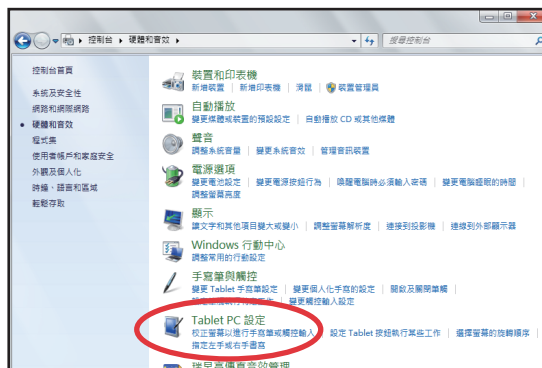 控制台 ▸ 硬體和音效 ▸
搜尋控制台
控制台首頁
系統及安全性
網路和網際網路
硬體和音效
程式集
使用者帳戶和家庭安全
外觀及個人化
時鐘、語言和區域
輕鬆存取
裝置和印表機
新增裝置 | 新增印表機 | 滑鼠 | 裝置管理員
自動播放
變更媒體或裝置的預設設定 | 自動播放 CD 或其他媒體
聲音
調整系統音量 | 變更系統音效 | 管理音訊裝置
電源選項
變更電池設定 | 變更電源按鈕行為 | 喚醒電腦時必須輸入密碼 | 變更電腦睡眠的時間
調整螢幕亮度
顯示
讓文字和其他項目變大或變小 | 調整螢幕解析度 | 連接到投影機 | 連線到外部顯示器
Windows 行動中心
調整常用的行動設定
手寫筆與觸控
變更 Tablet 手寫筆設定 | 變更個人化手寫的設定 | 開啟及關閉筆觸
變更觸控輸入設定
Tablet PC 設定
校正螢幕以進行手寫筆或觸控輸入 | 設定 Tablet 按鈕執行某些工作 | 選擇螢幕的旋轉順序
指定左手或右手書寫
瑞昱高傳真音效管理